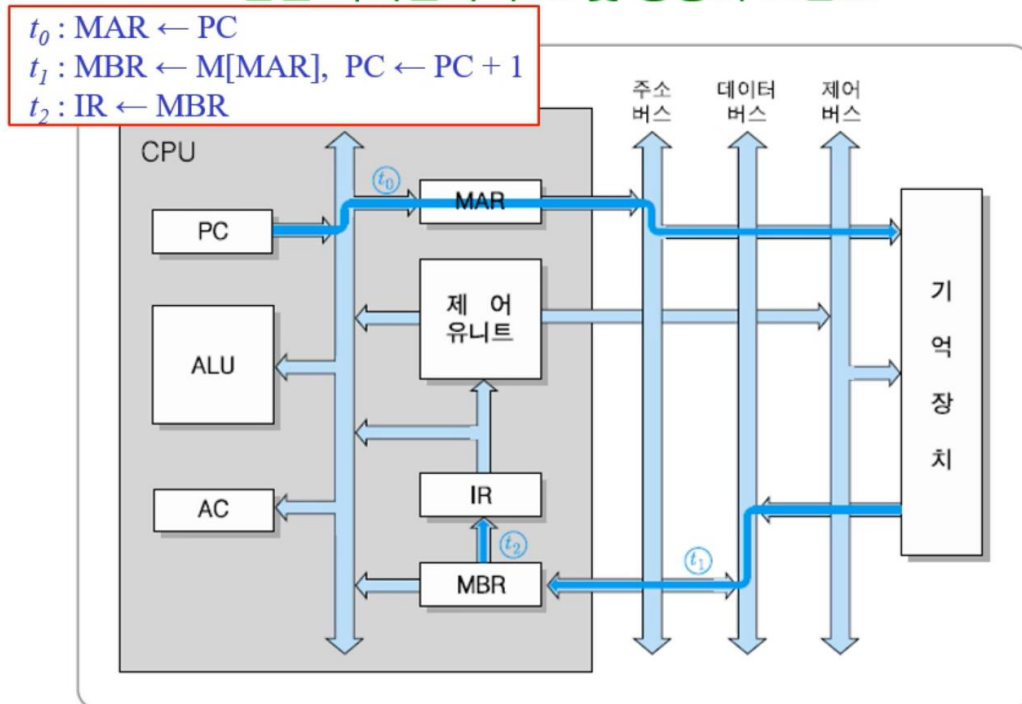 t₀ : MAR ← PC
t₁ : MBR ← M[MAR], PC ← PC + 1
t₂ : IR ← MBR
주소
버스
데이터
버스
제어
버스
CPU
t₀
MAR
PC
제 어
유니트
ALU
기
억
장
치
IR
AC
t₂
t₁
MBR